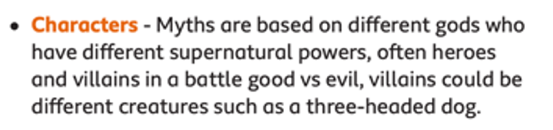 • Characters - Myths are based on different gods who
have different supernatural powers, often heroes
and villains in a battle good vs evil, villains could be
different creatures such as a three-headed dog.